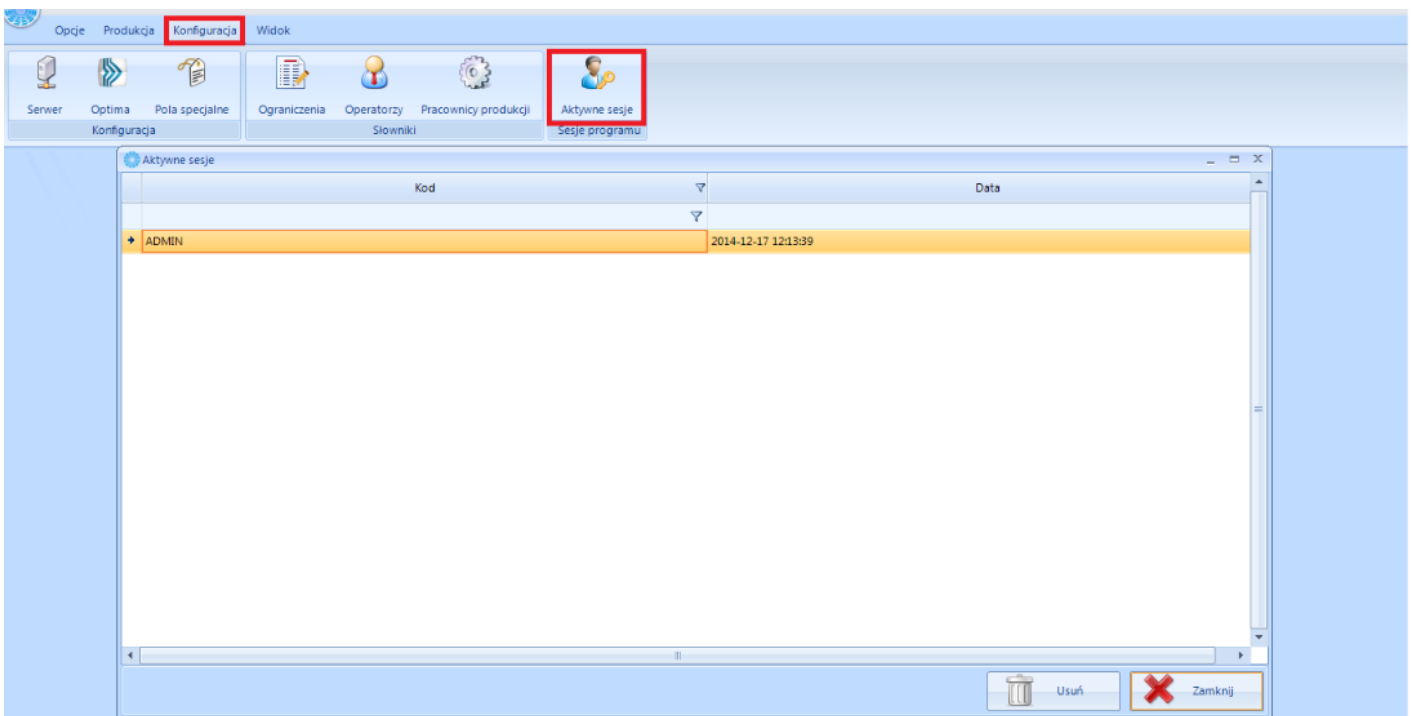 Opcje Produkcja Konfiguracja Widok
Serwer Optima Pola specjalne Ograniczenia Operatorzy Pracownicy produkcji Aktywne sesje
Konfiguracja Słowniki Sesje programu
Aktywne sesje
Kod Data
ADMIN 2014-12-17 12:13:39
Usuń Zamknij